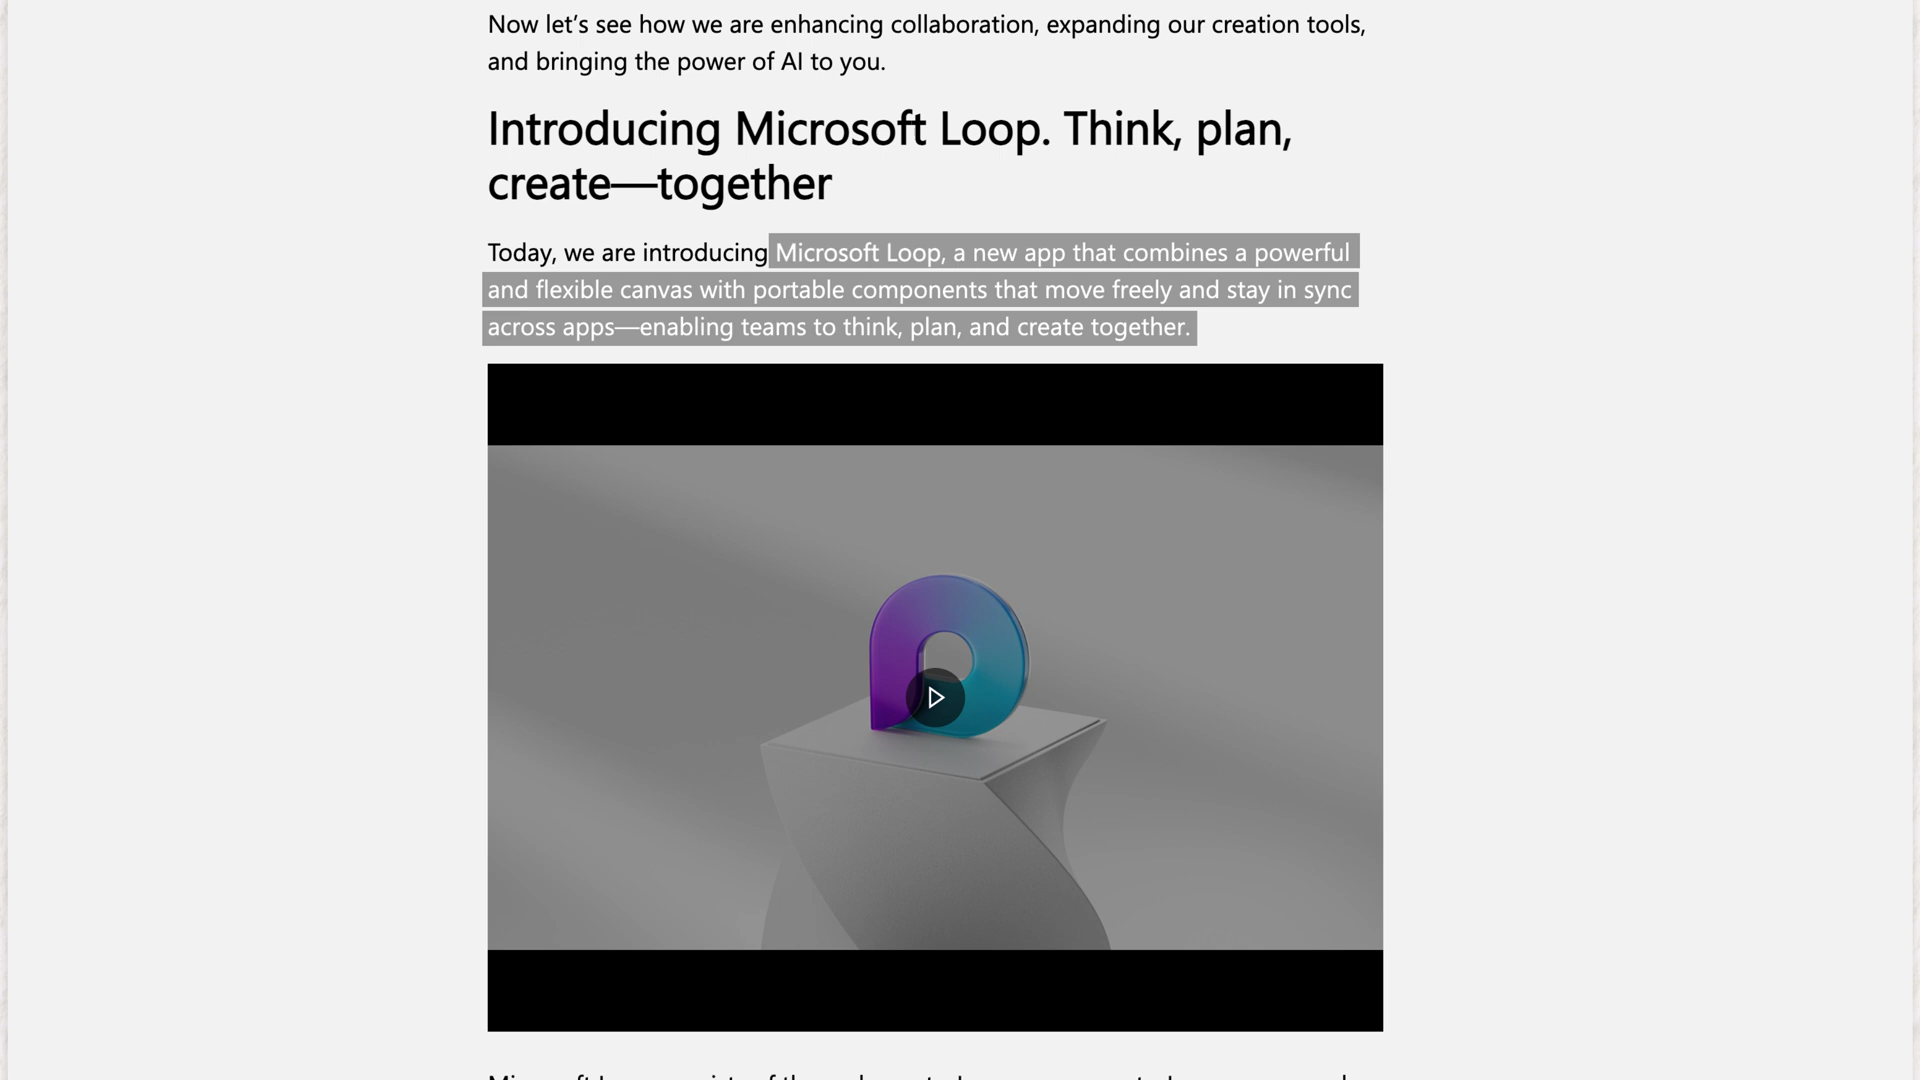 Now let’s see how we are enhancing collaboration, expanding our creation tools,
and bringing the power of AI to you.
Introducing Microsoft Loop. Think, plan,
create—together
Today, we are introducing Microsoft Loop, a new app that combines a powerful
and flexible canvas with portable components that move freely and stay in sync
across apps—enabling teams to think, plan, and create together.